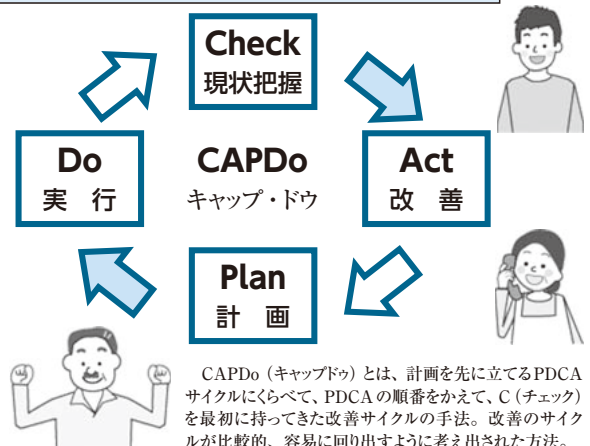 Check
現状把握
Do
実 行
CAPDo
キャップ・ドウ
Act
改 善
Plan
計 画
CAPDo（キャップドゥ）とは、計画を先に立てるPDCA
サイクルにくらべて、PDCAの順番をかえて、C（チェック）
を最初に持ってきた改善サイクルの手法。改善のサイク
ルが比較的、容易に回り出すように考え出された方法。